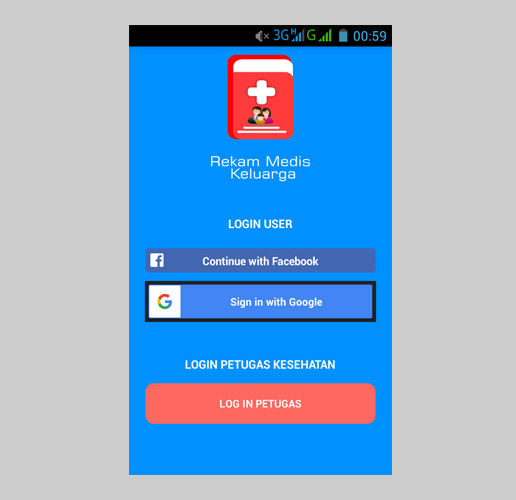 3G H G 00:59
Rekam Medis
Keluarga
LOGIN USER
f Continue with Facebook
G Sign in with Google
LOGIN PETUGAS KESEHATAN
LOG IN PETUGAS